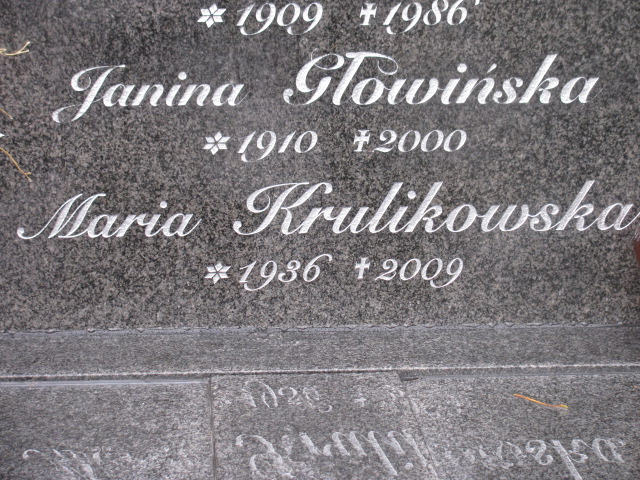 * 1909 ✝ 1986
Janina Głowińska
* 1910 ✝ 2000
Maria Krulikowska
* 1936 ✝ 2009